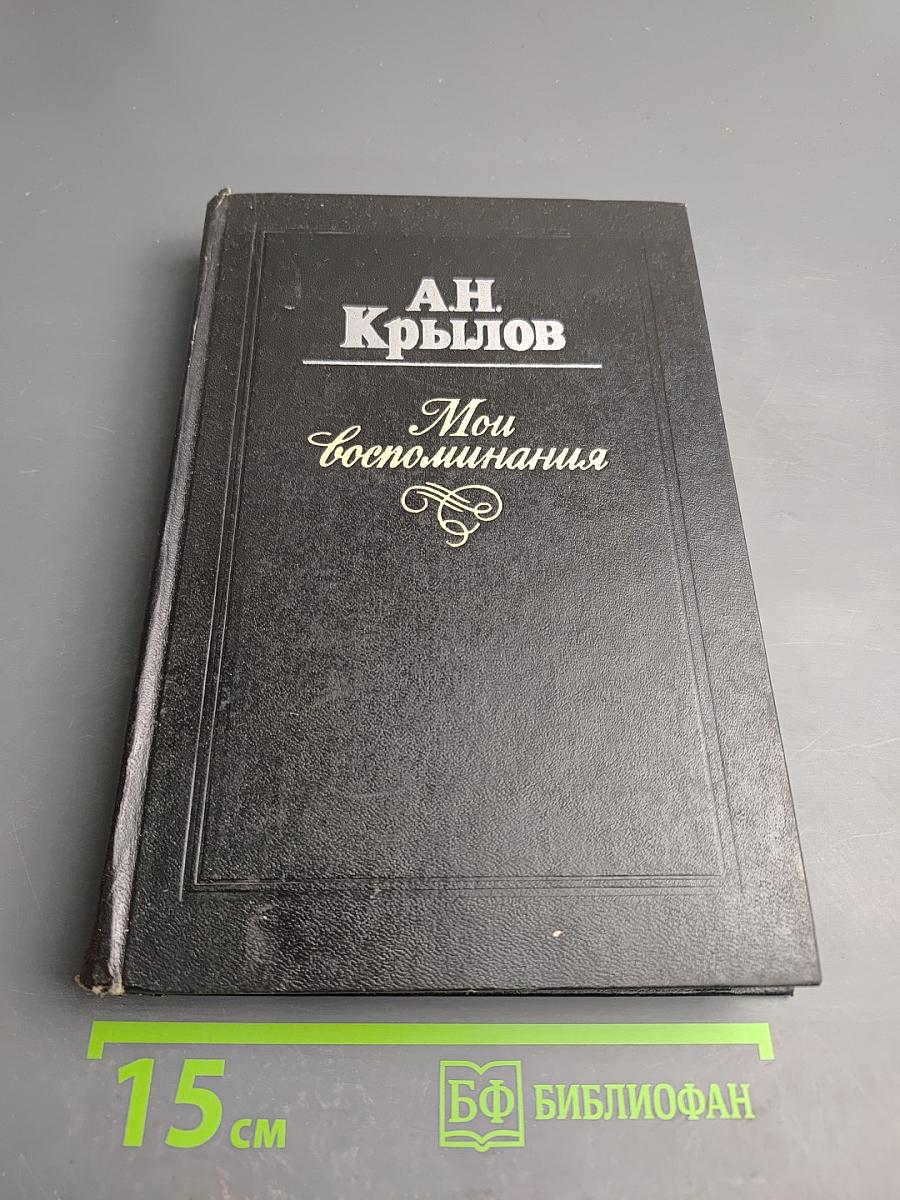 А.Н.
Крылов
Мои
воспоминания
15 см
БФ БИБЛИОФАН